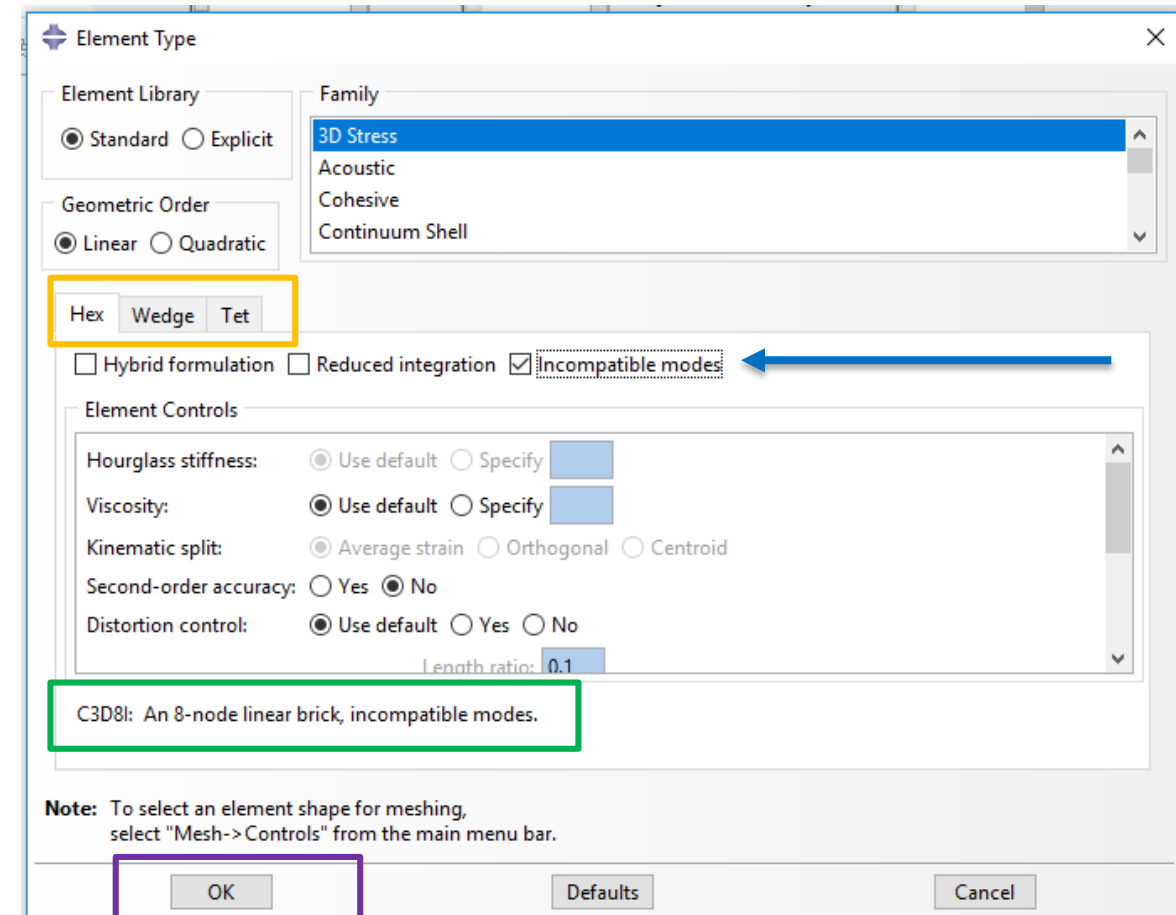 Element Type
Element Library
Standard Explicit
Family
3D Stress
Acoustic
Cohesive
Continuum Shell
Geometric Order
Linear Quadratic
Hex Wedge Tet
Hybrid formulation Reduced integration Incompatible modes
Element Controls
Hourglass stiffness: Use default Specify
Viscosity: Use default Specify
Kinematic split: Average strain Orthogonal Centroid
Second-order accuracy: Yes No
Distortion control: Use default Yes No
Length ratio: 0.1
C3D8I: An 8-node linear brick, incompatible modes.
Note: To select an element shape for meshing,
select "Mesh->Controls" from the main menu bar.
OK Defaults Cancel